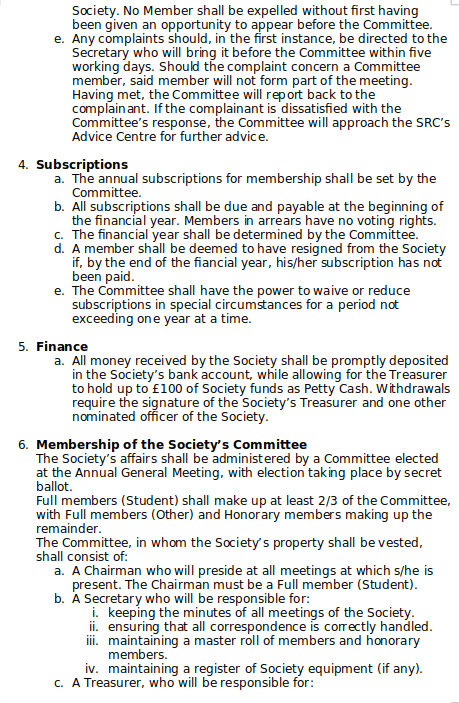 Society. No Member shall be expelled without first having
been given an opportunity to appear before the Committee.
e. Any complaints should, in the first instance, be directed to the
Secretary who will bring it before the Committee within five
working days. Should the complaint concern a Committee
member, said member will not form part of the meeting.
Having met, the Committee will report back to the
complainant. If the complainant is dissatisfied with the
Committee's response, the Committee will approach the SRC's
Advice Centre for further advice.
4. Subscriptions
a. The annual subscriptions for membership shall be set by the
Committee.
b. All subscriptions shall be due and payable at the beginning of
the financial year. Members in arrears have no voting rights.
c. The financial year shall be determined by the Committee.
d. A member shall be deemed to have resigned from the Society
if, by the end of the fiancial year, his/her subscription has not
been paid.
e. The Committee shall have the power to waive or reduce
subscriptions in special circumstances for a period not
exceeding one year at a time.
5. Finance
a. All money received by the Society shall be promptly deposited
in the Society's bank account, while allowing for the Treasurer
to hold up to £100 of Society funds as Petty Cash. Withdrawals
require the signature of the Society's Treasurer and one other
nominated officer of the Society.
6. Membership of the Society's Committee
The Society's affairs shall be administered by a Committee elected
at the Annual General Meeting, with election taking place by secret
ballot.
Full members (Student) shall make up at least 2/3 of the Committee,
with Full members (Other) and Honorary members making up the
remainder.
The Committee, in whom the Society's property shall be vested,
shall consist of:
a. A Chairman who will preside at all meetings at which s/he is
present. The Chairman must be a Full member (Student).
b. A Secretary who will be responsible for:
i. keeping the minutes of all meetings of the Society.
ii. ensuring that all correspondence is correctly handled.
iii. maintaining a master roll of members and honorary
members.
iv. maintaining a register of Society equipment (if any).
c. A Treasurer, who will be responsible for: